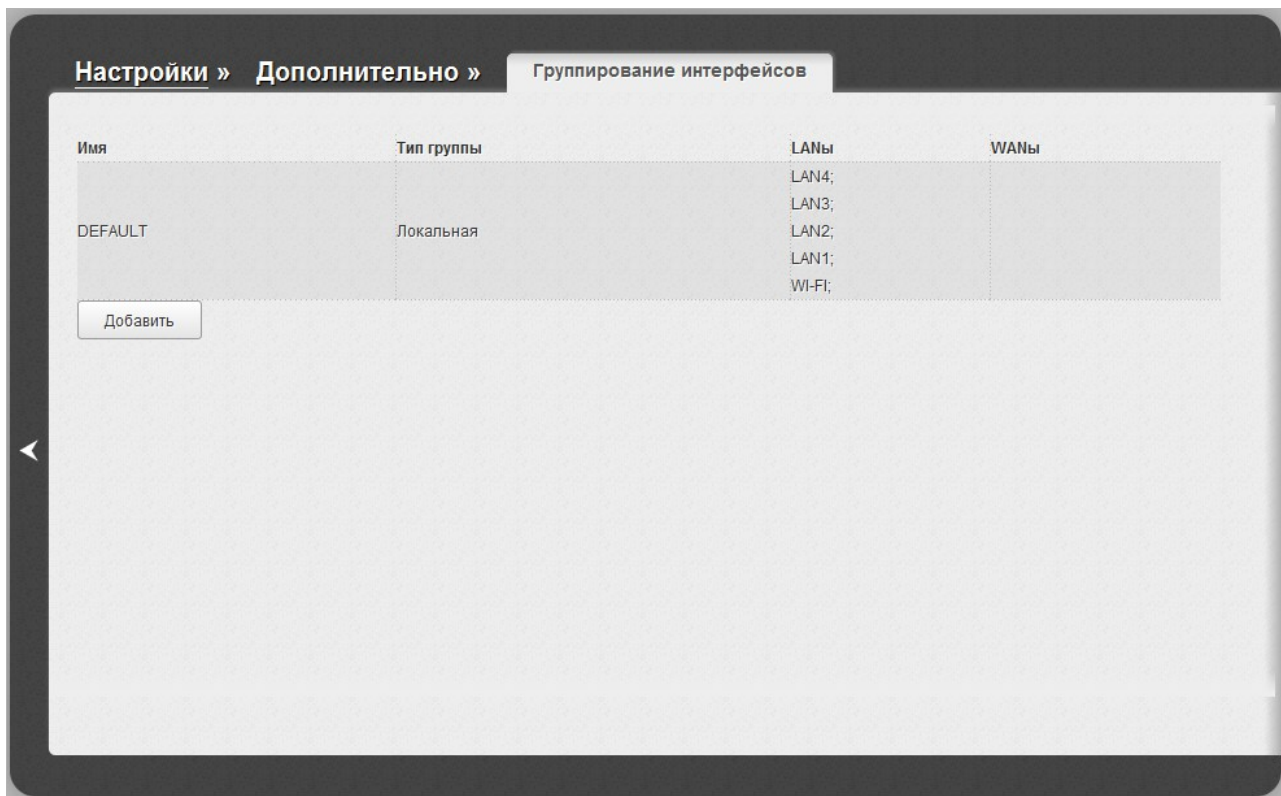 Настройки » Дополнительно » Группирование интерфейсов
Имя Тип группы LANы WANы
DEFAULT Локальная LAN4;
LAN3;
LAN2;
LAN1;
WI-FI;
Добавить